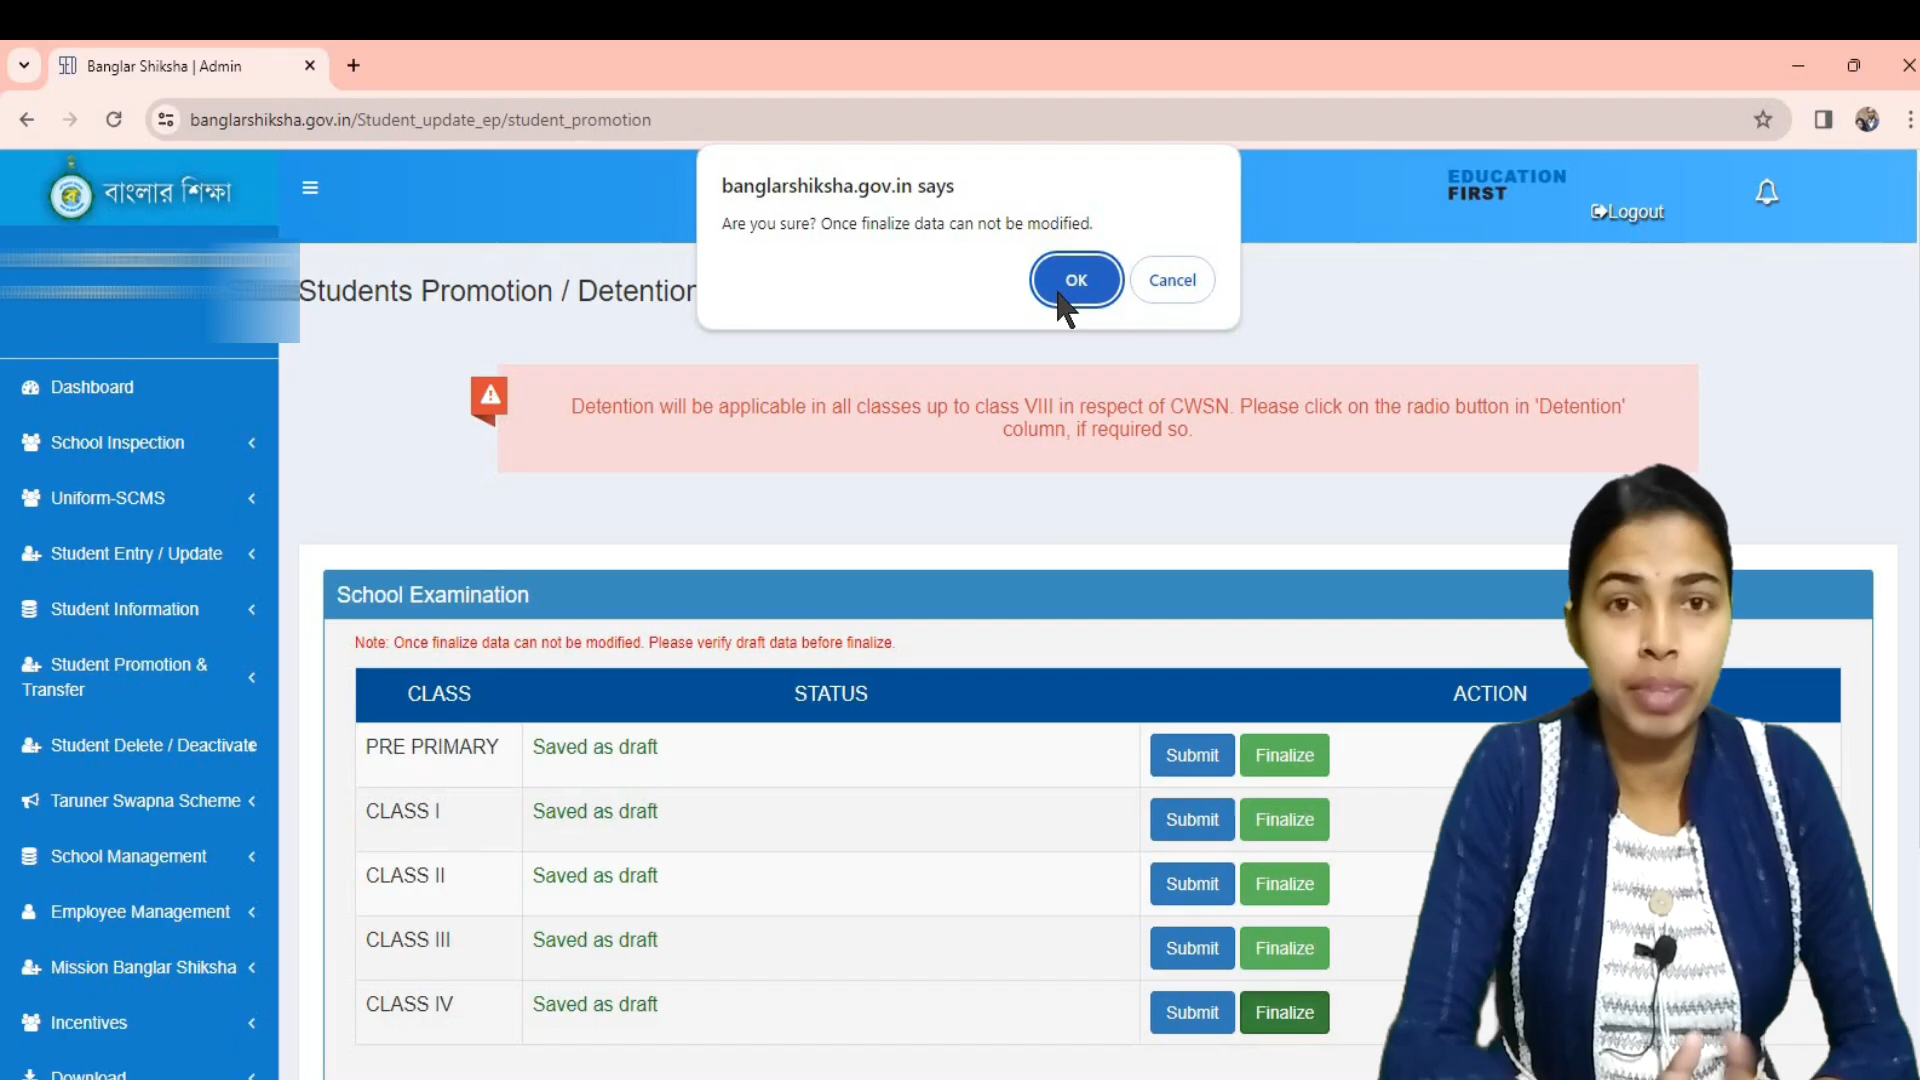 Banglar Shiksha | Admin
banglarshiksha.gov.in/Student_update_ep/student_promotion
বাংলার শিক্ষা
banglarshiksha.gov.in says
Are you sure? Once finalize data can not be modified.
OK
Cancel
EDUCATION
FIRST
Logout
Students Promotion / Detention
Detention will be applicable in all classes up to class VIII in respect of CWSN. Please click on the radio button in 'Detention'
column, if required so.
Dashboard
School Inspection
Uniform-SCMS
Student Entry / Update
Student Information
Student Promotion &
Transfer
Student Delete / Deactivate
Taruner Swapna Scheme
School Management
Employee Management
Mission Banglar Shiksha
Incentives
Download
School Examination
Note: Once finalize data can not be modified. Please verify draft data before finalize.
CLASS STATUS ACTION
PRE PRIMARY Saved as draft Submit Finalize
CLASS I Saved as draft Submit Finalize
CLASS II Saved as draft Submit Finalize
CLASS III Saved as draft Submit Finalize
CLASS IV Saved as draft Submit Finalize